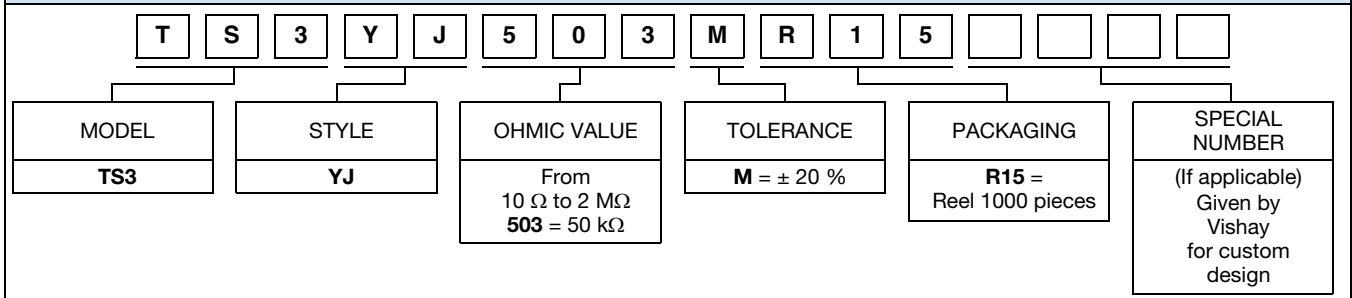 T S 3 Y J 5 0 3 M R 1 5
MODEL
TS3
STYLE
YJ
OHMIC VALUE
From
10 Ω to 2 MΩ
503 = 50 kΩ
TOLERANCE
M = ± 20 %
PACKAGING
R15 =
Reel 1000 pieces
SPECIAL
NUMBER
(If applicable)
Given by
Vishay
for custom
design